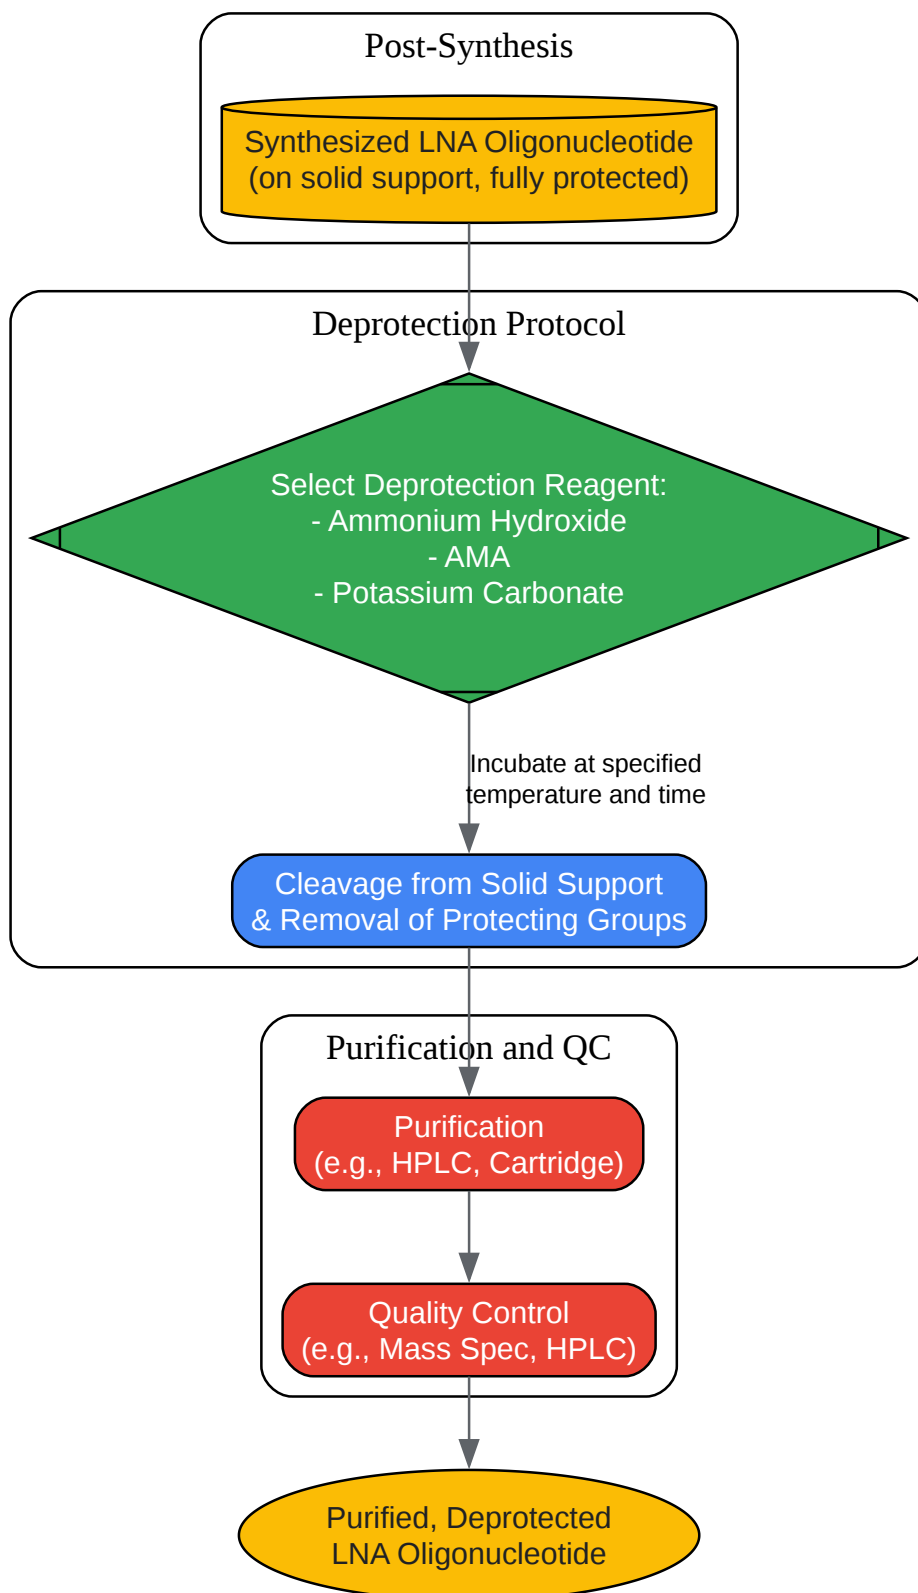 Post-Synthesis
Synthesized LNA Oligonucleotide
(on solid support, fully protected)
Deprotection Protocol
Select Deprotection Reagent:
- Ammonium Hydroxide
- AMA
- Potassium Carbonate
Incubate at specified
temperature and time
Cleavage from Solid Support
& Removal of Protecting Groups
Purification and QC
Purification
(e.g., HPLC, Cartridge)
Quality Control
(e.g., Mass Spec, HPLC)
Purified, Deprotected
LNA Oligonucleotide